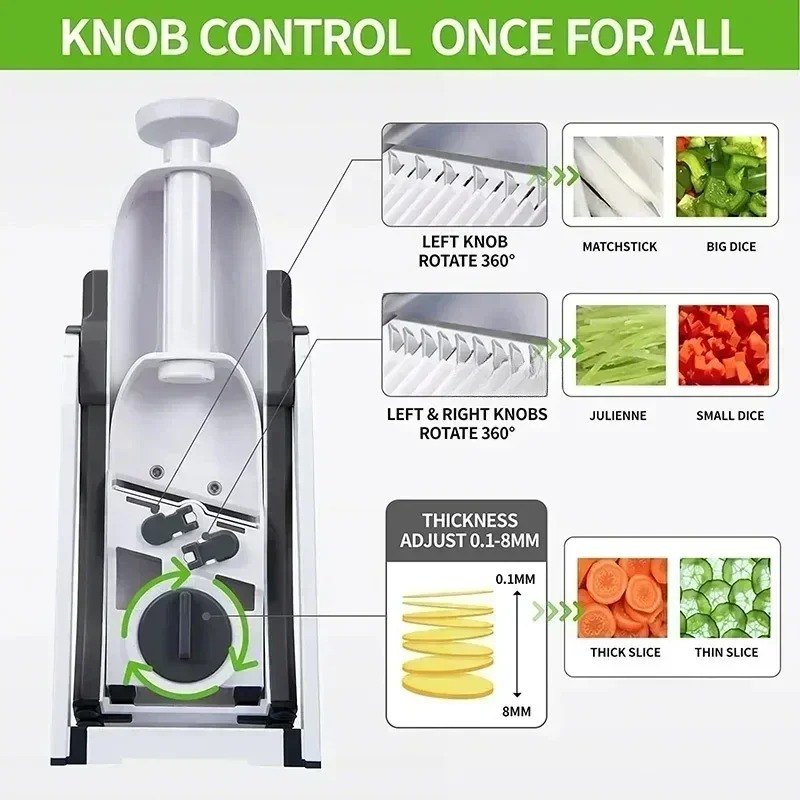 KNOB CONTROL ONCE FOR ALL
LEFT KNOB
ROTATE 360°
MATCHSTICK
BIG DICE
LEFT & RIGHT KNOBS
ROTATE 360°
JULIENNE
SMALL DICE
THICKNESS
ADJUST 0.1-8MM
0.1MM
8MM
THICK SLICE
THIN SLICE